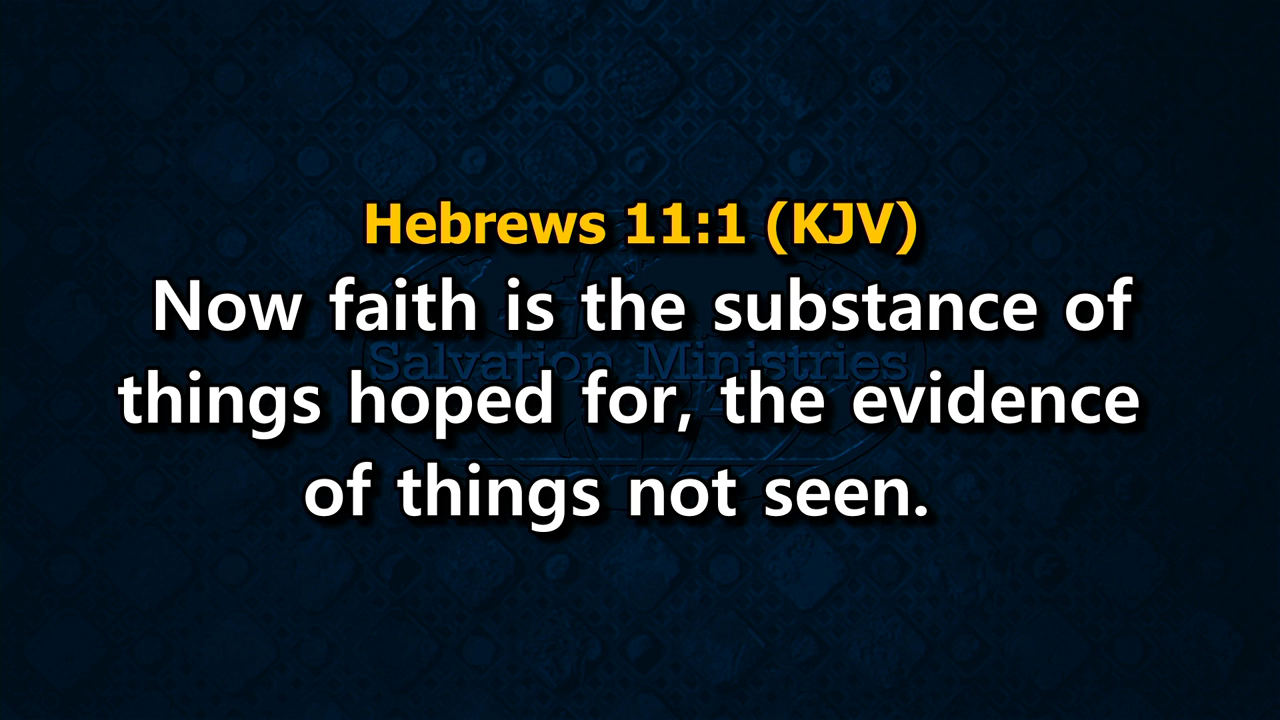 Hebrews 11:1 (KJV)
Now faith is the substance of
Salvation Ministries
things hoped for, the evidence
of things not seen.